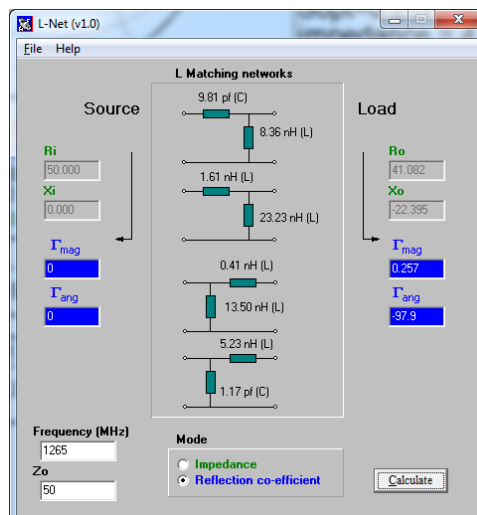 L-Net (v1.0)
File Help
L Matching networks
Source
Load
9.81 pf (C)
8.36 nH (L)
1.61 nH (L)
23.23 nH (L)
0.41 nH (L)
13.50 nH (L)
5.23 nH (L)
1.17 pf (C)
Ri
50.000
Xi
0.000
Γmag
0
Γang
0
Ro
41.082
Xo
-22.395
Γmag
0.257
Γang
-97.9
Frequency (MHz)
1265
Zo
50
Mode
Impedance
Reflection co-efficient
Calculate